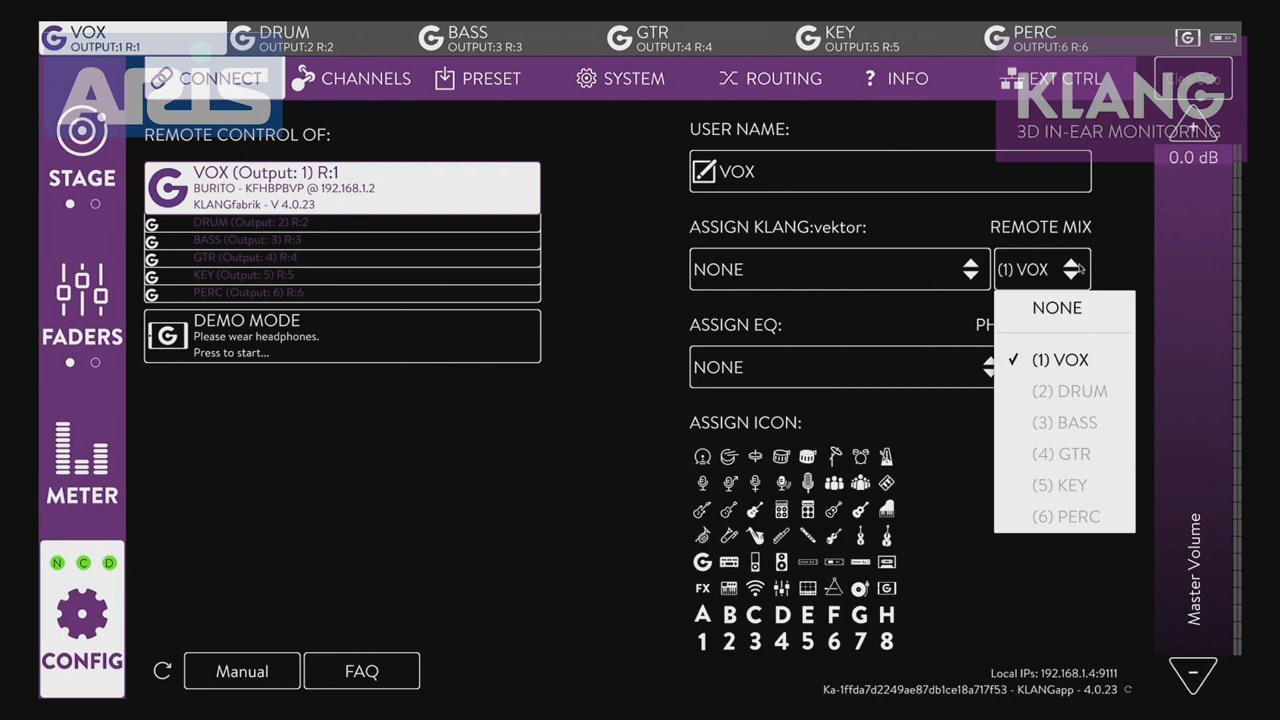 VOX
OUTPUT:1 R:1
DRUM
OUTPUT:2 R:2
BASS
OUTPUT:3 R:3
GTR
OUTPUT:4 R:4
KEY
OUTPUT:5 R:5
PERC
OUTPUT:6 R:6
CONNECT
CHANNELS
PRESET
SYSTEM
ROUTING
? INFO
EXT CTRL
Clear Solo
ARIS
KLANG
3D IN-EAR MONITORING
STAGE
FADERS
METER
N C D
CONFIG
REMOTE CONTROL OF:
VOX (Output: 1) R:1
BURITO - KFHBPBVP @ 192.168.1.2
KLANGfabrik - V 4.0.23
DRUM (Output: 2) R:2
BASS (Output: 3) R:3
GTR (Output: 4) R:4
KEY (Output: 5) R:5
PERC (Output: 6) R:6
DEMO MODE
Please wear headphones.
Press to start...
Manual
FAQ
USER NAME:
VOX
ASSIGN KLANG:vektor:
REMOTE MIX
NONE
(1) VOX
NONE
✓ (1) VOX
(2) DRUM
(3) BASS
(4) GTR
(5) KEY
(6) PERC
ASSIGN EQ:
PH
NONE
ASSIGN ICON:
FX
A B C D E F G H
1 2 3 4 5 6 7 8
+
0.0 dB
Master Volume
-
Local IPs: 192.168.1.4:9111
Ka-1ffda7d2249ae87db1ce18a717f53 - KLANGapp - 4.0.23